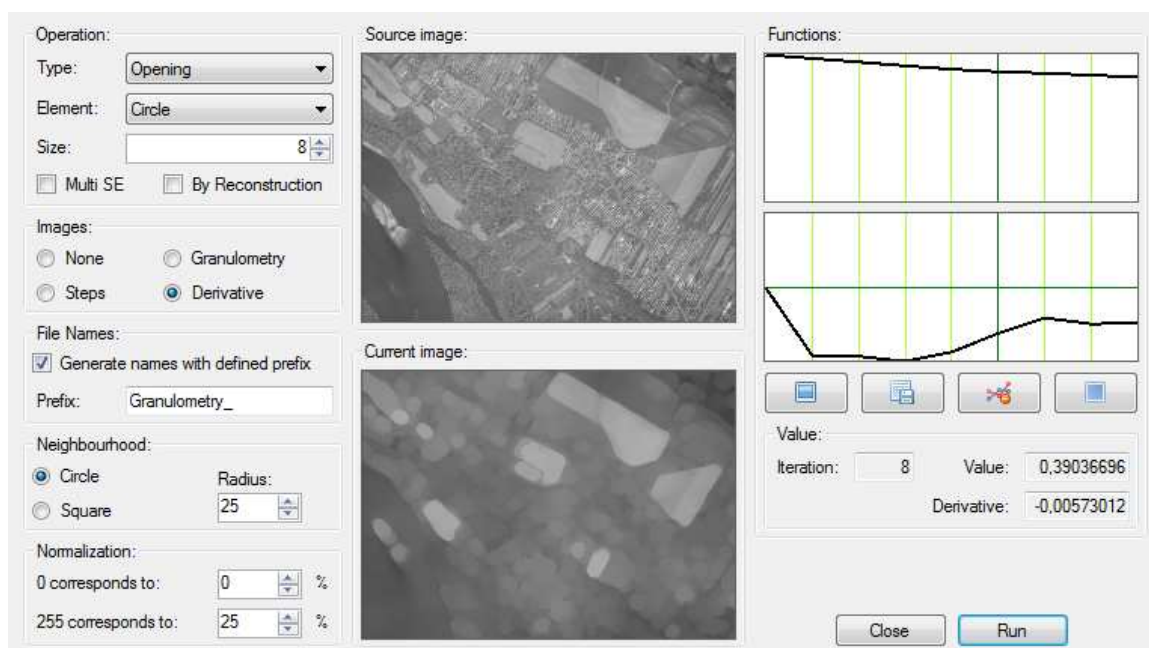 Operation:
Type: Opening
Element: Circle
Size: 8
Multi SE By Reconstruction
Images:
None Granulometry
Steps Derivative
File Names:
Generate names with defined prefix
Prefix: Granulometry_
Neighbourhood:
Circle Radius:
Square 25
Normalization:
0 corresponds to: 0 %
255 corresponds to: 25 %
Source image:
Current image:
Functions:
Value:
Iteration: 8 Value: 0,39036696
Derivative: -0,00573012
Close Run